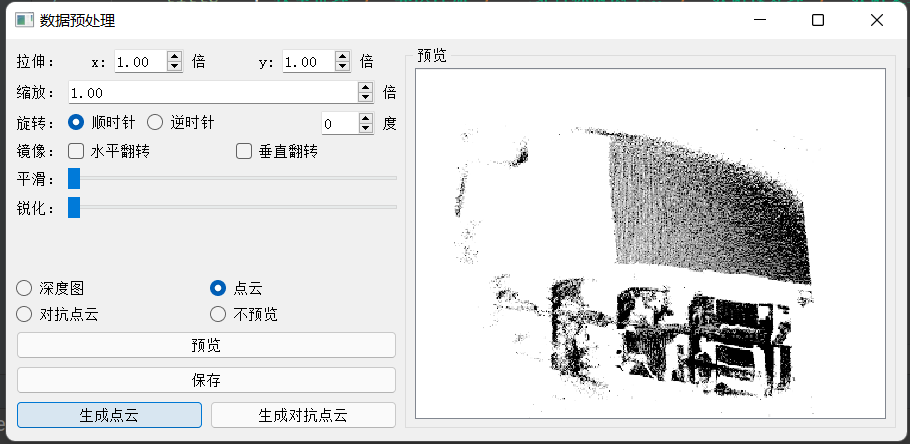 数据预处理
拉伸： x: 1.00 倍 y: 1.00 倍
缩放： 1.00 倍
旋转： 顺时针 逆时针 0 度
镜像： 水平翻转 垂直翻转
平滑：
锐化：
深度图 点云
对抗点云 不预览
预览
保存
生成点云 生成对抗点云
预览